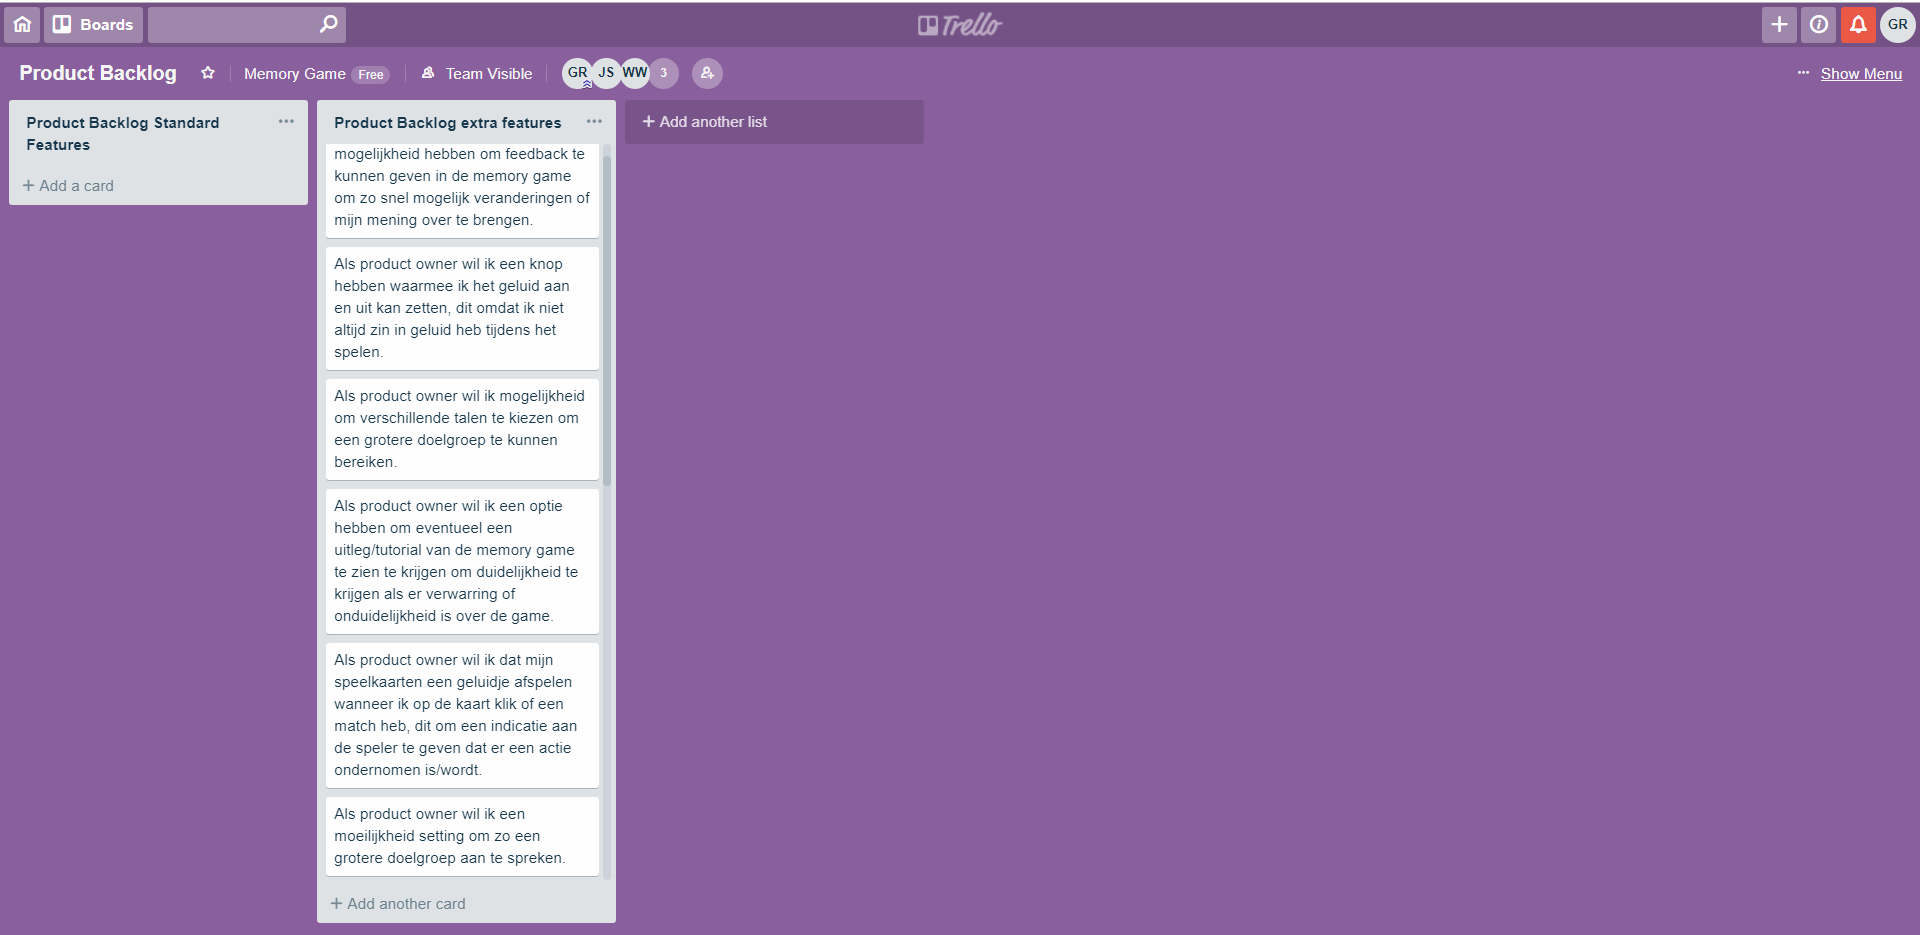 Boards
Trello
GR
Product Backlog
Memory Game Free
Team Visible
GR JS WW 3
... Show Menu
Product Backlog Standard
Features
+ Add a card
Product Backlog extra features
mogelijkheid hebben om feedback te
kunnen geven in de memory game
om zo snel mogelijk veranderingen of
mijn mening over te brengen.
Als product owner wil ik een knop
hebben waarmee ik het geluid aan
en uit kan zetten, dit omdat ik niet
altijd zin in geluid heb tijdens het
spelen.
Als product owner wil ik mogelijkheid
om verschillende talen te kiezen om
een grotere doelgroep te kunnen
bereiken.
Als product owner wil ik een optie
hebben om eventueel een
uitleg/tutorial van de memory game
te zien te krijgen om duidelijkheid te
krijgen als er verwarring of
onduidelijkheid is over de game.
Als product owner wil ik dat mijn
speelkaarten een geluidje afspelen
wanneer ik op de kaart klik of een
match heb, dit om een indicatie aan
de speler te geven dat er een actie
ondernomen is/wordt.
Als product owner wil ik een
moeilijkheid setting om zo een
grotere doelgroep aan te spreken.
+ Add another card
+ Add another list